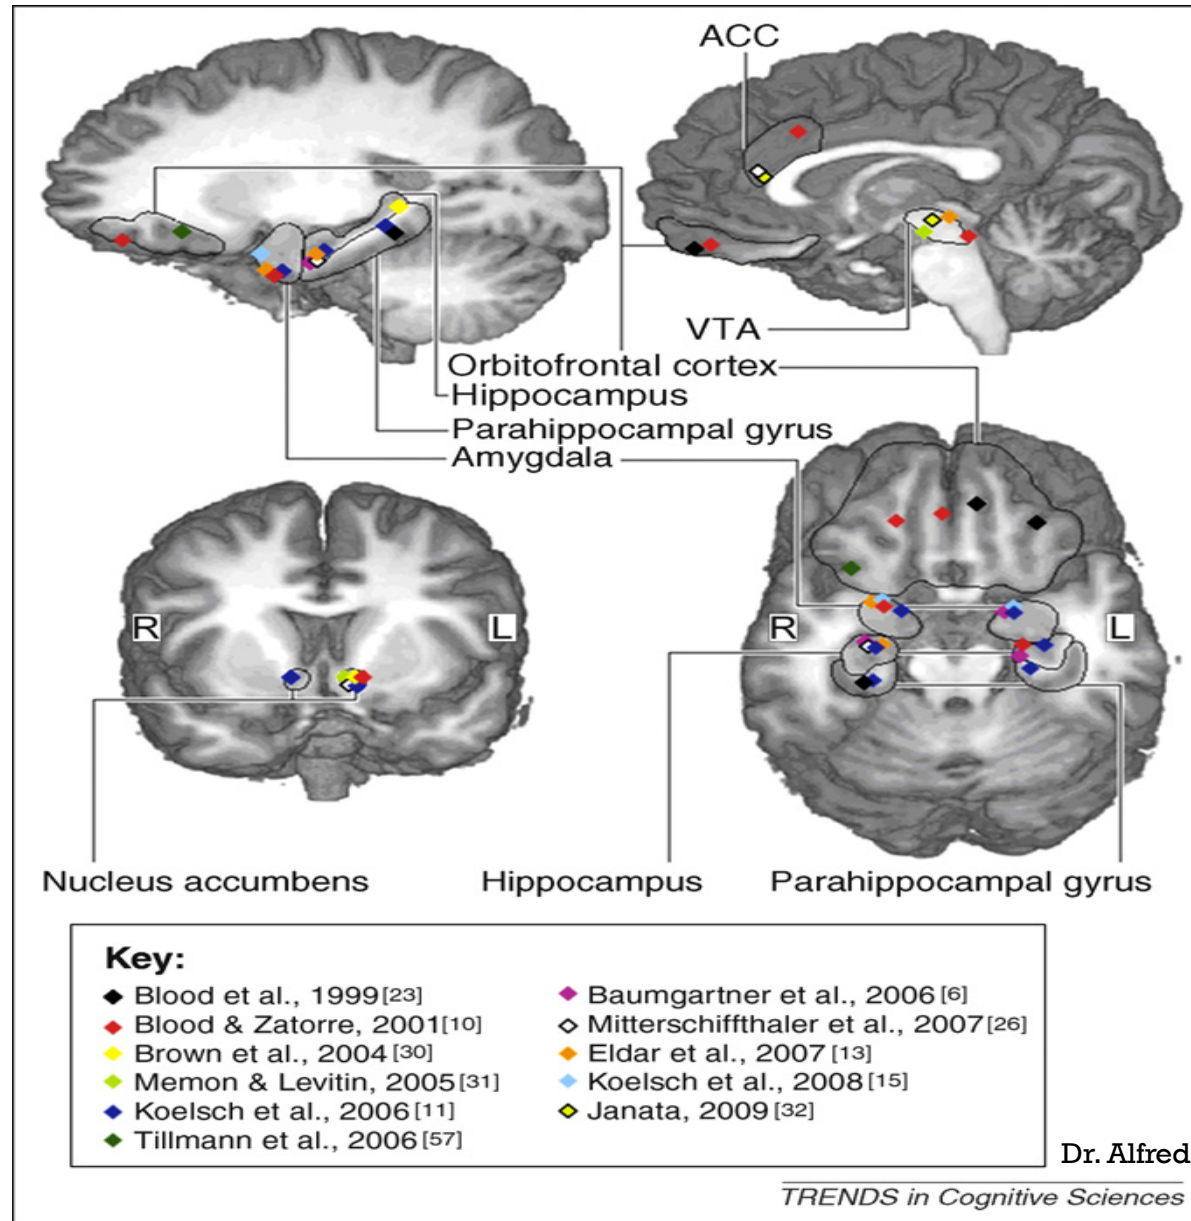 ACC
VTA
Orbitofrontal cortex
Hippocampus
Parahippocampal gyrus
Amygdala
R
L
R
L
Nucleus accumbens
Hippocampus
Parahippocampal gyrus
Key:
Blood et al., 1999 [23]
Blood & Zatorre, 2001 [10]
Brown et al., 2004 [30]
Memon & Levitin, 2005 [31]
Koelsch et al., 2006 [11]
Tillmann et al., 2006 [57]
Baumgartner et al., 2006 [6]
Mitterschiffthaler et al., 2007 [26]
Eldar et al., 2007 [13]
Koelsch et al., 2008 [15]
Janata, 2009 [32]
Dr. Alfred
TRENDS in Cognitive Sciences